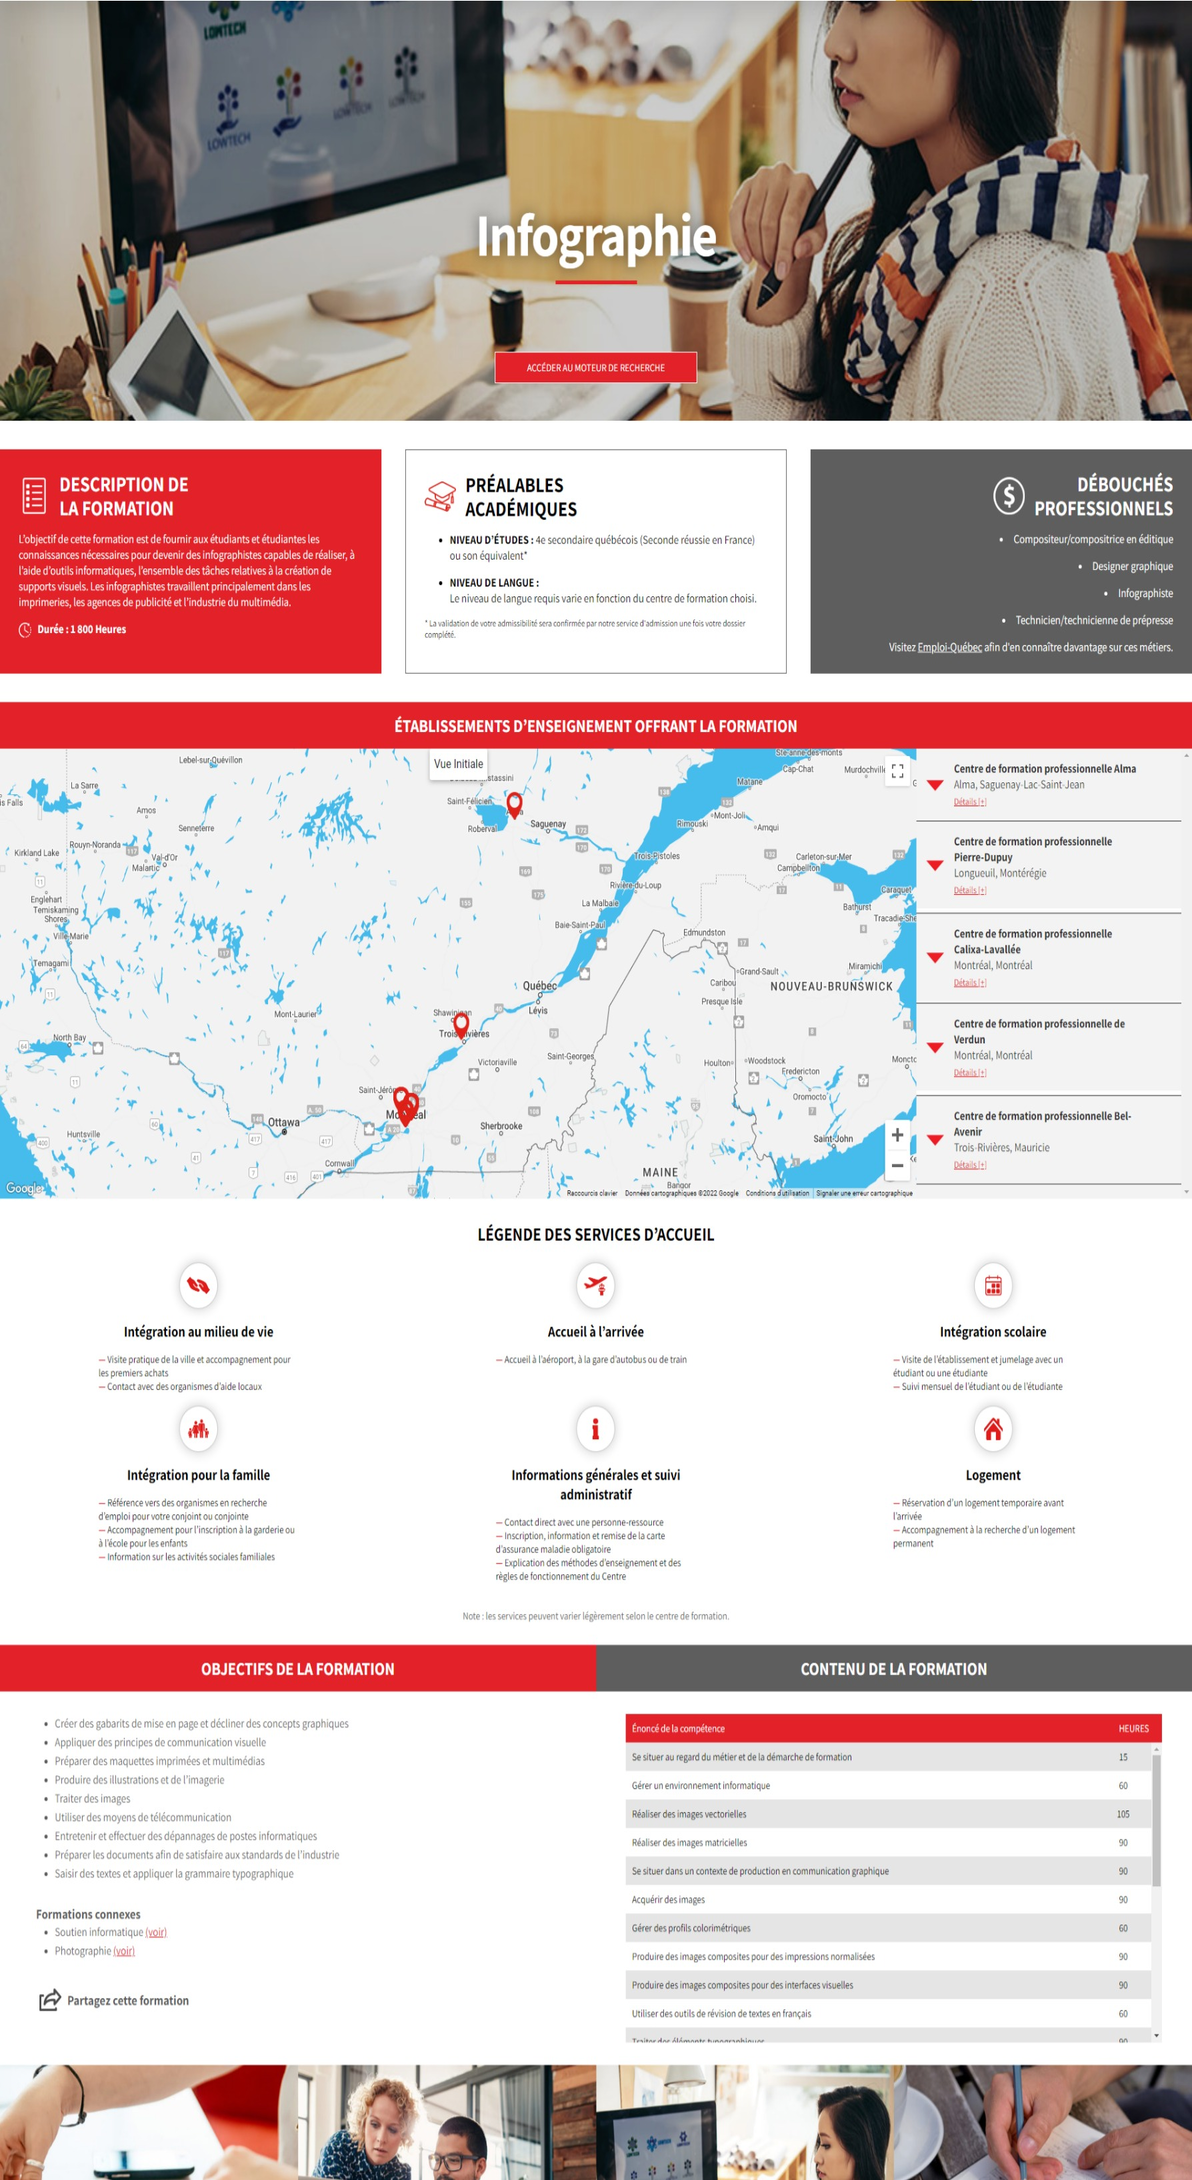 LOWTECH
LOWTECH
LOWTECH
LOWTECH
Infographie
ACCÉDER AU MOTEUR DE RECHERCHE
DESCRIPTION DE
LA FORMATION
L'objectif de cette formation est de fournir aux étudiants et étudiantes les
connaissances nécessaires pour devenir des infographistes capables de réaliser, à
l'aide d'outils informatiques, l'ensemble des tâches relatives à la création de
supports visuels. Les infographistes travaillent principalement dans les
imprimeries, les agences de publicité et l'industrie du multimédia.
Durée : 1 800 Heures
PRÉALABLES
ACADÉMIQUES
• NIVEAU D'ÉTUDES : 4e secondaire québécois (Seconde réussie en France)
ou son équivalent*
• NIVEAU DE LANGUE :
Le niveau de langue requis varie en fonction du centre de formation choisi.
* La validation de votre admissibilité sera confirmée par notre service d'admission une fois votre dossier
complété.
DÉBOUCHÉS
PROFESSIONNELS
• Compositeur/compositrice en éditique
• Designer graphique
• Infographiste
• Technicien/technicienne de prépresse
Visitez Emploi-Québec afin d'en connaître davantage sur ces métiers.
ÉTABLISSEMENTS D'ENSEIGNEMENT OFFRANT LA FORMATION
Vue Initiale
Lebel-sur-Quévillon
La Sarre
Amos
Senneterre
Rouyn-Noranda
Kirkland Lake
Val-d'Or
Malartic
Englehart
Temiskaming
Shores
Ville-Marie
Temagami
North Bay
Mont-Laurier
Huntsville
Ottawa
Cornwall
Saint-Félicien
Roberval
Saguenay
Ste-anne-des-monts
Cap-Chat
Murdochville
Matane
Mont-Joli
Rimouski
Amqui
Trois-Pistoles
Carleton-sur-Mer
Campbellton
Rivière-du-Loup
Caraquet
La Malbaie
Bathurst
Baie-Saint-Paul
Edmundston
Grand-Sault
Miramichi
Caribou
NOUVEAU-BRUNSWICK
Presque Isle
Québec
Lévis
Victoriaville
Saint-Georges
Houlton
Woodstock
Fredericton
Oromocto
Sherbrooke
Saint-John
MAINE
Bangor
Google
Raccourcis clavier
Données cartographiques ©2022 Google
Conditions d'utilisation
Signaler une erreur cartographique
Centre de formation professionnelle Alma
Alma, Saguenay-Lac-Saint-Jean
Détails [+]
Centre de formation professionnelle
Pierre-Dupuy
Longueuil, Montérégie
Détails [+]
Centre de formation professionnelle
Calixa-Lavallée
Montréal, Montréal
Détails [+]
Centre de formation professionnelle de
Verdun
Montréal, Montréal
Détails [+]
Centre de formation professionnelle Bel-
Avenir
Trois-Rivières, Mauricie
Détails [+]
LÉGENDE DES SERVICES D'ACCUEIL
Intégration au milieu de vie
— Visite pratique de la ville et accompagnement pour
les premiers achats
— Contact avec des organismes d'aide locaux
Accueil à l'arrivée
— Accueil à l'aéroport, à la gare d'autobus ou de train
Intégration scolaire
— Visite de l'établissement et jumelage avec un
étudiant ou une étudiante
— Suivi mensuel de l'étudiant ou de l'étudiante
Intégration pour la famille
— Référence vers des organismes en recherche
d'emploi pour votre conjoint ou conjointe
— Accompagnement pour l'inscription à la garderie ou
à l'école pour les enfants
— Information sur les activités sociales familiales
Informations générales et suivi
administratif
— Contact direct avec une personne-ressource
— Inscription, information et remise de la carte
d'assurance maladie obligatoire
— Explication des méthodes d'enseignement et des
règles de fonctionnement du Centre
Logement
— Réservation d'un logement temporaire avant
l'arrivée
— Accompagnement à la recherche d'un logement
permanent
Note : les services peuvent varier légèrement selon le centre de formation.
OBJECTIFS DE LA FORMATION
• Créer des gabarits de mise en page et décliner des concepts graphiques
• Appliquer des principes de communication visuelle
• Préparer des maquettes imprimées et multimédias
• Produire des illustrations et de l'imagerie
• Traiter des images
• Utiliser des moyens de télécommunication
• Entretenir et effectuer des dépannages de postes informatiques
• Préparer les documents afin de satisfaire aux standards de l'industrie
• Saisir des textes et appliquer la grammaire typographique
Formations connexes
• Soutien informatique (voir)
• Photographie (voir)
Partagez cette formation
CONTENU DE LA FORMATION
Énoncé de la compétence HEURES
Se situer au regard du métier et de la démarche de formation 15
Gérer un environnement informatique 60
Réaliser des images vectorielles 105
Réaliser des images matricielles 90
Se situer dans un contexte de production en communication graphique 90
Acquérir des images 90
Gérer des profils colorimétriques 60
Produire des images composites pour des impressions normalisées 90
Produire des images composites pour des interfaces visuelles 90
Utiliser des outils de révision de textes en français 60
Traiter des éléments typographiques 90